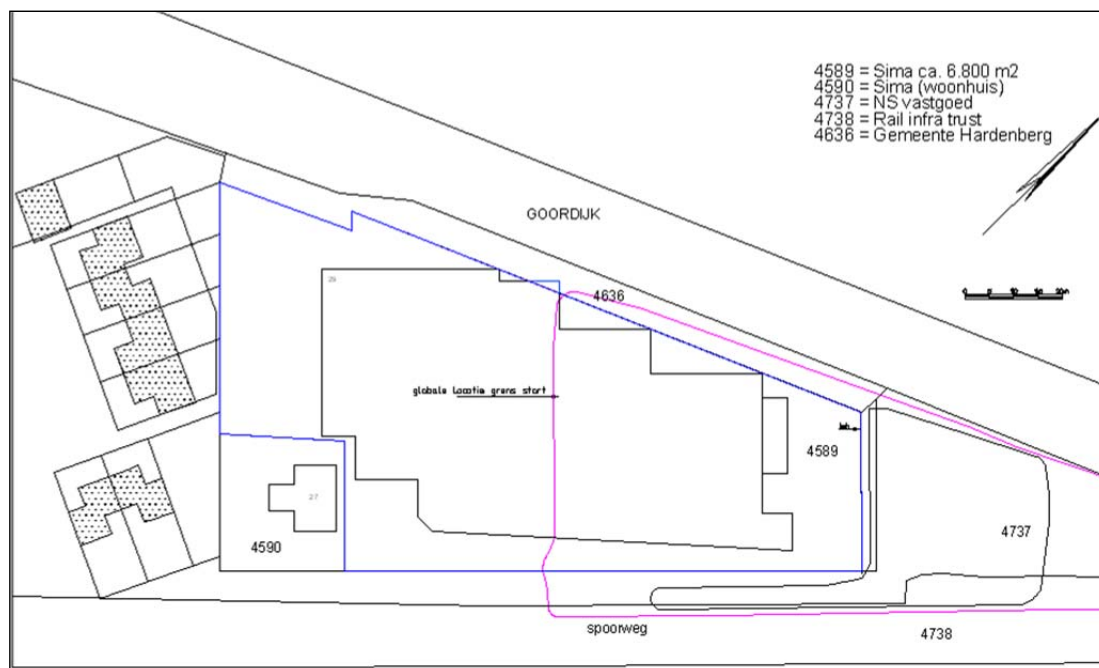 4589 = Sima ca. 6.800 m2
4590 = Sima (woonhuis)
4737 = NS vastgoed
4738 = Rail infra trust
4636 = Gemeente Hardenberg
GOORDIJK
4636
globale Locatie grens stort
4589
27
4590
4737
spoorweg
4738